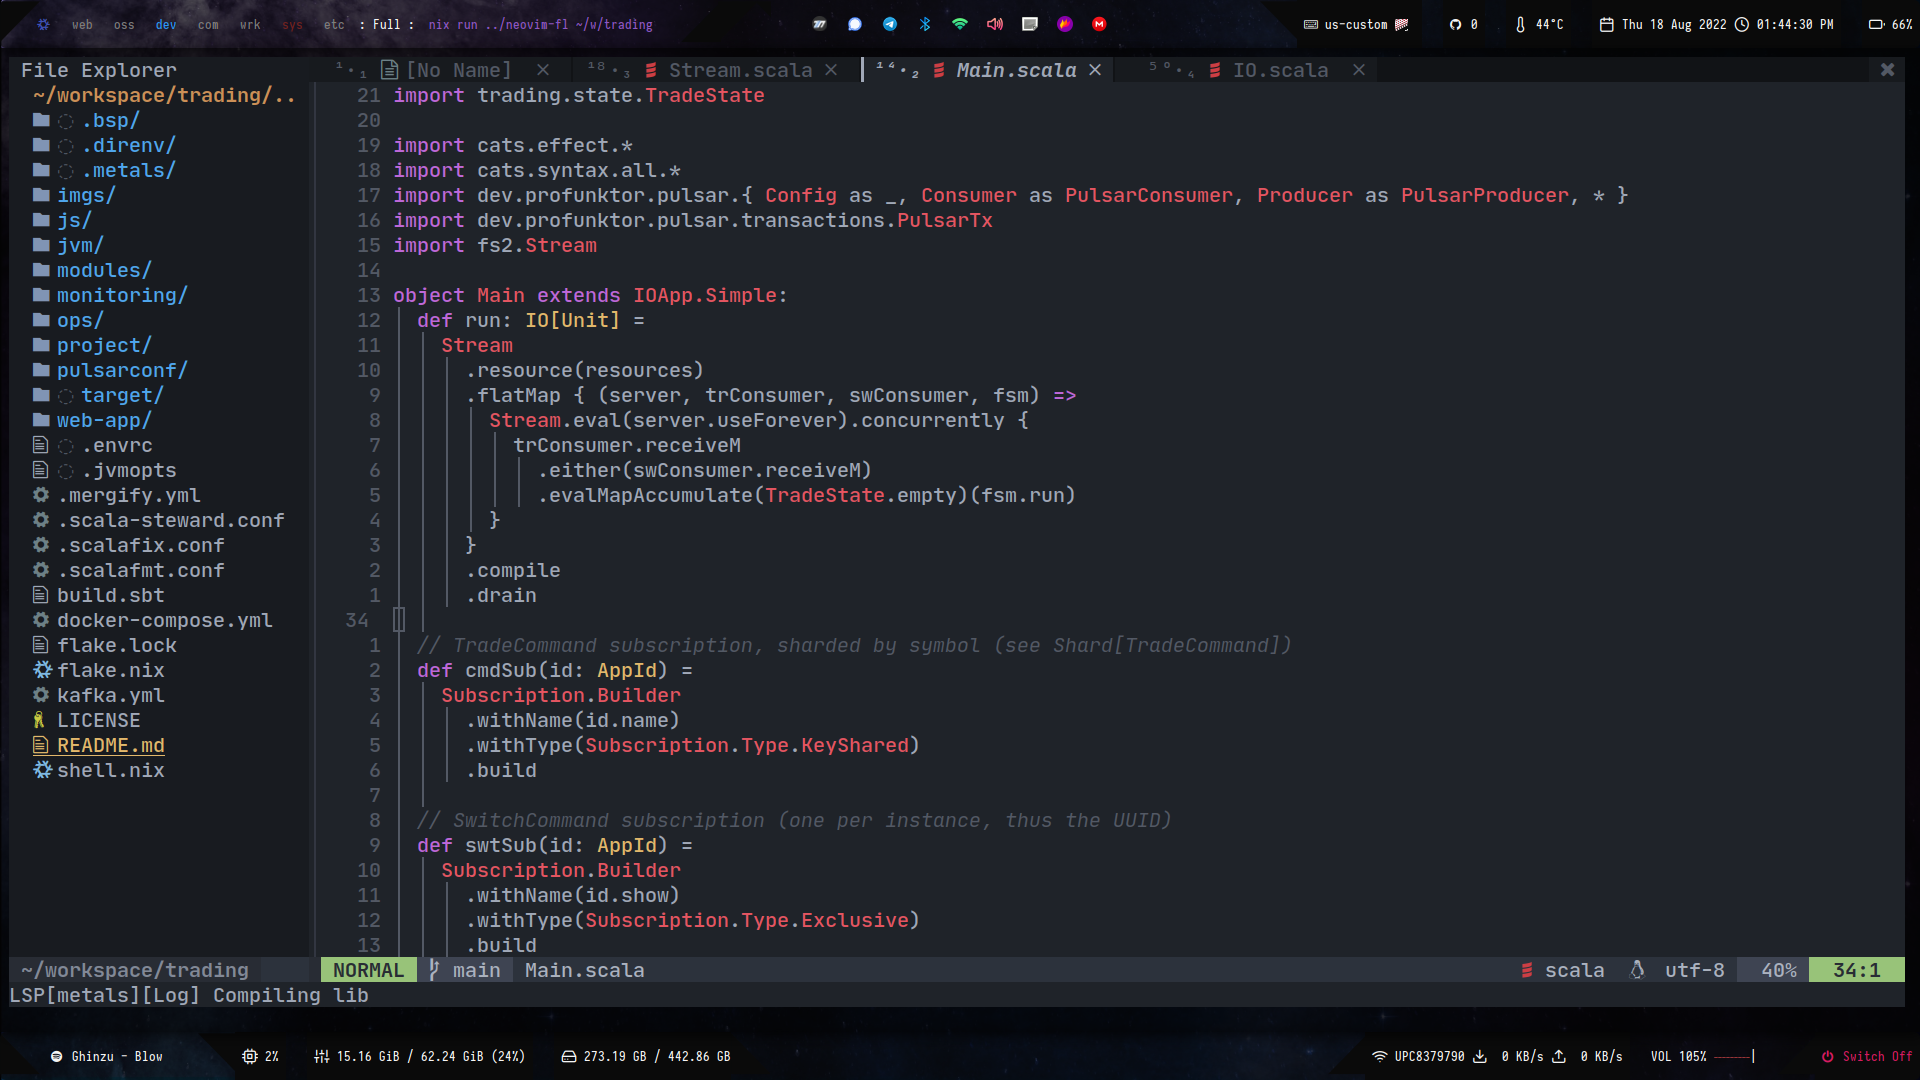 web oss dev com wrk sys etc : Full : nix run ../neovim-fl ~/w/trading us-custom 0 44°C Thu 18 Aug 2022 01:44:30 PM 66%
File Explorer ¹·₁ [No Name] × ¹⁸·₃ Stream.scala × ¹⁴·₂ Main.scala × ⁵⁰·₄ IO.scala ×
~/workspace/trading/.. 21 import trading.state.TradeState
.bsp/ 20
.direnv/ 19 import cats.effect.*
.metals/ 18 import cats.syntax.all.*
imgs/ 17 import dev.profunktor.pulsar.{ Config as _, Consumer as PulsarConsumer, Producer as PulsarProducer, * }
js/ 16 import dev.profunktor.pulsar.transactions.PulsarTx
jvm/ 15 import fs2.Stream
modules/ 14
monitoring/ 13 object Main extends IOApp.Simple:
ops/ 12 def run: IO[Unit] =
project/ 11 Stream
pulsarconf/ 10 .resource(resources)
target/ 9 .flatMap { (server, trConsumer, swConsumer, fsm) =>
web-app/ 8 Stream.eval(server.useForever).concurrently {
.envrc 7 trConsumer.receiveM
.jvmopts 6 .either(swConsumer.receiveM)
.mergify.yml 5 .evalMapAccumulate(TradeState.empty)(fsm.run)
.scala-steward.conf 4 }
.scalafix.conf 3 }
.scalafmt.conf 2 .compile
build.sbt 1 .drain
docker-compose.yml 34
flake.lock 1 // TradeCommand subscription, sharded by symbol (see Shard[TradeCommand])
flake.nix 2 def cmdSub(id: AppId) =
kafka.yml 3 Subscription.Builder
LICENSE 4 .withName(id.name)
README.md 5 .withType(Subscription.Type.KeyShared)
shell.nix 6 .build
7
8 // SwitchCommand subscription (one per instance, thus the UUID)
9 def swtSub(id: AppId) =
10 Subscription.Builder
11 .withName(id.show)
12 .withType(Subscription.Type.Exclusive)
13 .build
~/workspace/trading NORMAL main Main.scala scala utf-8 40% 34:1
LSP[metals][Log] Compiling lib
Ghinzu - Blow 2% 15.16 GiB / 62.24 GiB (24%) 273.19 GB / 442.86 GB UPC8379790 0 KB/s 0 KB/s VOL 105% Switch Off